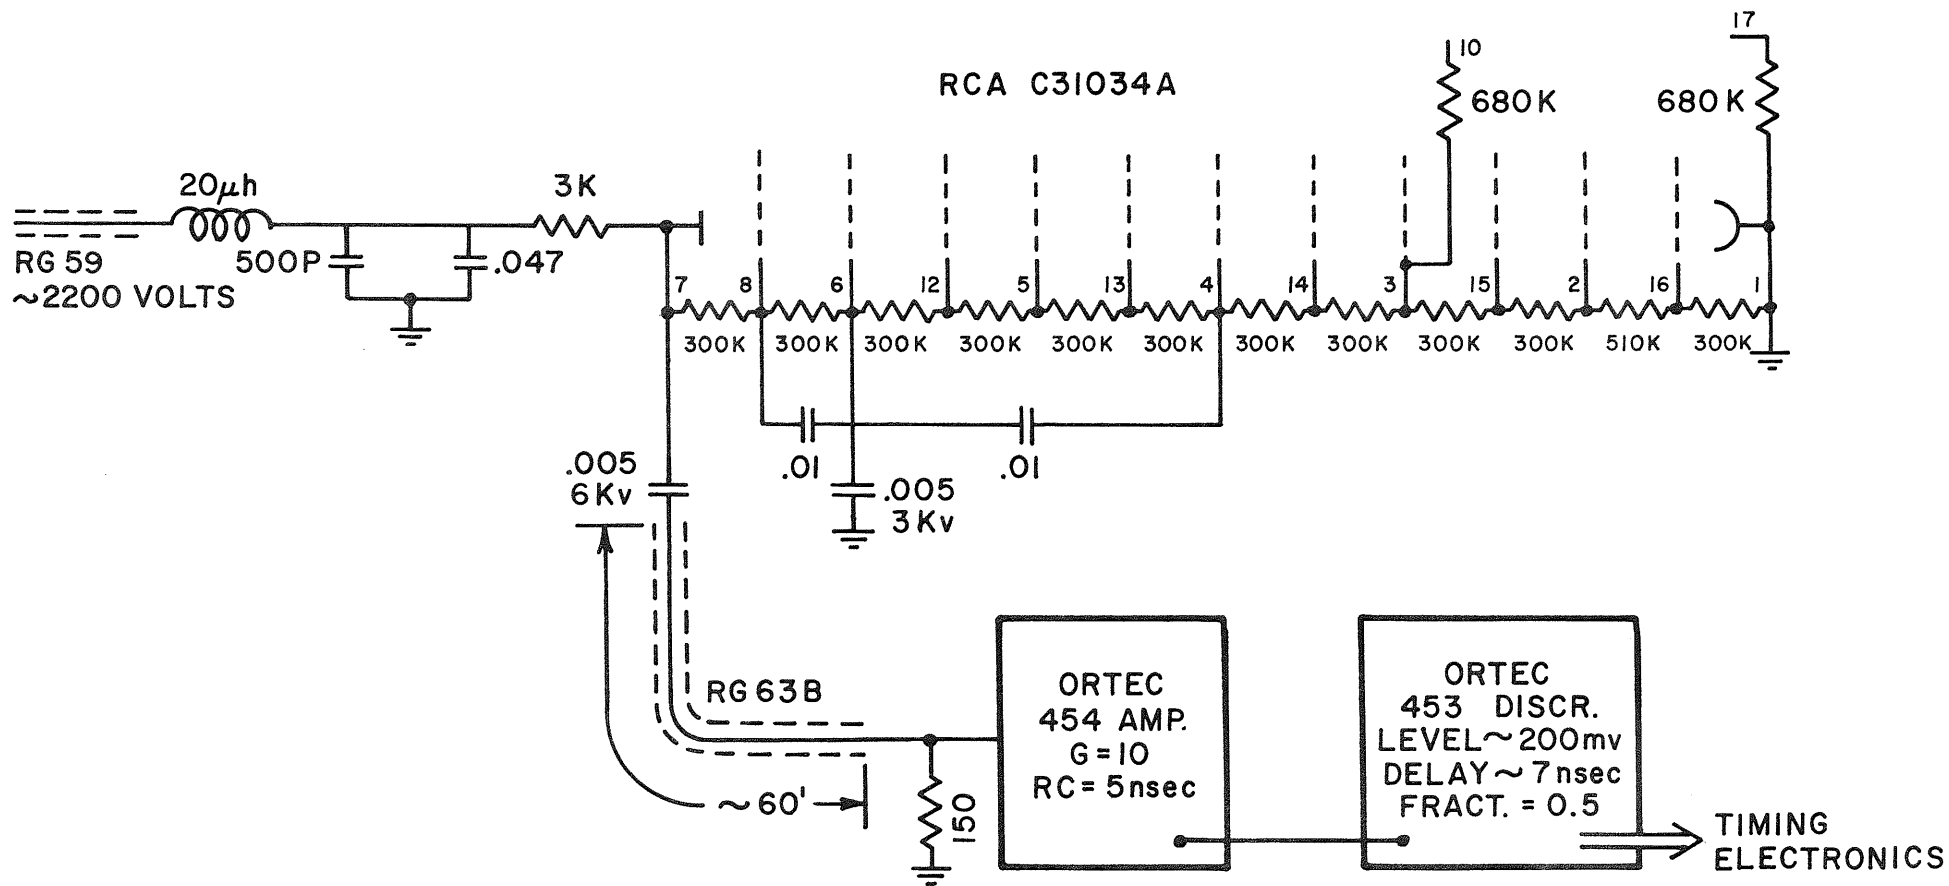 17
10
RCA C31034A
680K
680K
20μh
3K
RG 59
500P
.047
~2200 VOLTS
7
8
6
12
5
13
4
14
3
15
2
16
1
300K
300K
300K
300K
300K
300K
300K
300K
300K
300K
510K
300K
.005
6Kv
.01
.01
.005
3Kv
RG 63B
~60'
150
ORTEC
454 AMP.
G=10
RC= 5nsec
ORTEC
453 DISCR.
LEVEL~200mv
DELAY~7nsec
FRACT. = 0.5
TIMING
ELECTRONICS